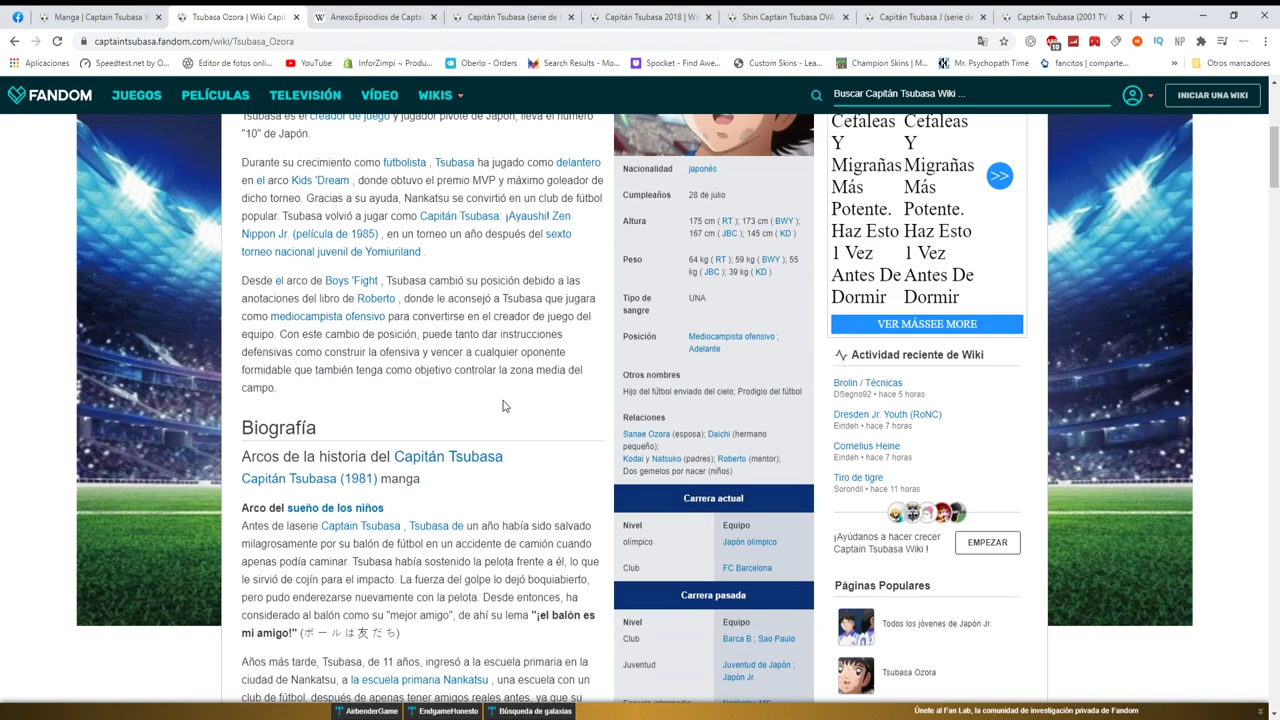 Manga | Captain Tsubasa W
Tsubasa Ozora | Wiki Capit
Anexo:Episodios de Captai
Capitán Tsubasa (serie de t
Capitán Tsubasa 2018 | Wi
Shin Captain Tsubasa OVA
Capitán Tsubasa J (serie de
Captain Tsubasa (2001 TV
captaintsubasa.fandom.com/wiki/Tsubasa_Ozora
10
IQ
NP
Aplicaciones
Speedtest.net by O...
Editor de fotos onli...
YouTube
InforZimpi ~ Produ...
Oberlo - Orders
Search Results - Mo...
Spocket - Find Awe...
Custom Skins - Lea...
Champion Skins | M...
Mr. Psychopath Time
fancitos | comparte...
Otros marcadores
FANDOM
JUEGOS
PELÍCULAS
TELEVISIÓN
VÍDEO
WIKIS
Buscar Capitán Tsubasa Wiki ...
INICIAR UNA WIKI
Tsubasa es el creador de juego y jugador pivote de Japón, lleva el número
"10" de Japón.
Durante su crecimiento como futbolista , Tsubasa ha jugado como delantero
en el arco Kids 'Dream , donde obtuvo el premio MVP y máximo goleador de
dicho torneo. Gracias a su ayuda, Nankatsu se convirtió en un club de fútbol
popular. Tsubasa volvió a jugar como Capitán Tsubasa: ¡Ayaushi! Zen
Nippon Jr. (película de 1985) , en un torneo un año después del sexto
torneo nacional juvenil de Yomiuriland .
Desde el arco de Boys 'Fight , Tsubasa cambió su posición debido a las
anotaciones del libro de Roberto , donde le aconsejó a Tsubasa que jugara
como mediocampista ofensivo para convertirse en el creador de juego del
equipo. Con este cambio de posición, puede tanto dar instrucciones
defensivas como construir la ofensiva y vencer a cualquier oponente
formidable que también tenga como objetivo controlar la zona media del
campo.
Biografía
Arcos de la historia del Capitán Tsubasa
Capitán Tsubasa (1981) manga
Arco del sueño de los niños
Antes de laserie Captain Tsubasa , Tsubasa de un año había sido salvado
milagrosamente por su balón de fútbol en un accidente de camión cuando
apenas podía caminar. Tsubasa había sostenido la pelota frente a él, lo que
le sirvió de cojín para el impacto. La fuerza del golpe lo dejó boquiabierto,
pero pudo enderezarse nuevamente con la pelota. Desde entonces, ha
considerado al balón como su "mejor amigo", de ahí su lema "¡el balón es
mi amigo!" (ボ ー ル は 友 だ ち)
Años más tarde, Tsubasa, de 11 años, ingresó a la escuela primaria en la
ciudad de Nankatsu, a la escuela primaria Nankatsu , una escuela con un
club de fútbol, después de apenas tener amigos reales antes, ya que su
Nacionalidad japonés
Cumpleaños 28 de julio
Altura 175 cm ( RT ); 173 cm ( BWY );
167 cm ( JBC ); 145 cm ( KD )
Peso 64 kg ( RT ); 59 kg ( BWY ); 55
kg ( JBC ); 39 kg ( KD )
Tipo de UNA
sangre
Posición Mediocampista ofensivo ;
Adelante
Otros nombres
Hijo del fútbol enviado del cielo; Prodigio del fútbol
Relaciones
Sanae Ozora (esposa); Daichi (hermano
pequeño);
Kodai y Natsuko (padres); Roberto (mentor);
Dos gemelos por nacer (niños)
Carrera actual
Nivel Equipo
olímpico Japón olímpico
Club FC Barcelona
Carrera pasada
Nivel Equipo
Club Barca B ; Sao Paulo
Juventud Juventud de Japón ;
Japón Jr.
Cefaleas Cefaleas
Y Y
Migrañas Migrañas
Más Más
Potente. Potente.
Haz Esto Haz Esto
1 Vez 1 Vez
Antes De Antes De
Dormir Dormir
>>
VER MÁSSEE MORE
Actividad reciente de Wiki
Brolin / Técnicas
DSegno92 • hace 5 horas
Dresden Jr. Youth (RoNC)
Eindeh • hace 7 horas
Cornelius Heine
Eindeh • hace 7 horas
Tiro de tigre
Sorondil • hace 11 horas
¡Ayúdanos a hacer crecer
Captain Tsubasa Wiki !
EMPEZAR
Páginas Populares
Todos los jóvenes de Japón Jr.
Tsubasa Ozora
AirbenderGame
EndgameHonesto
Búsqueda de galaxias
Únete al Fan Lab, la comunidad de investigación privada de Fandom